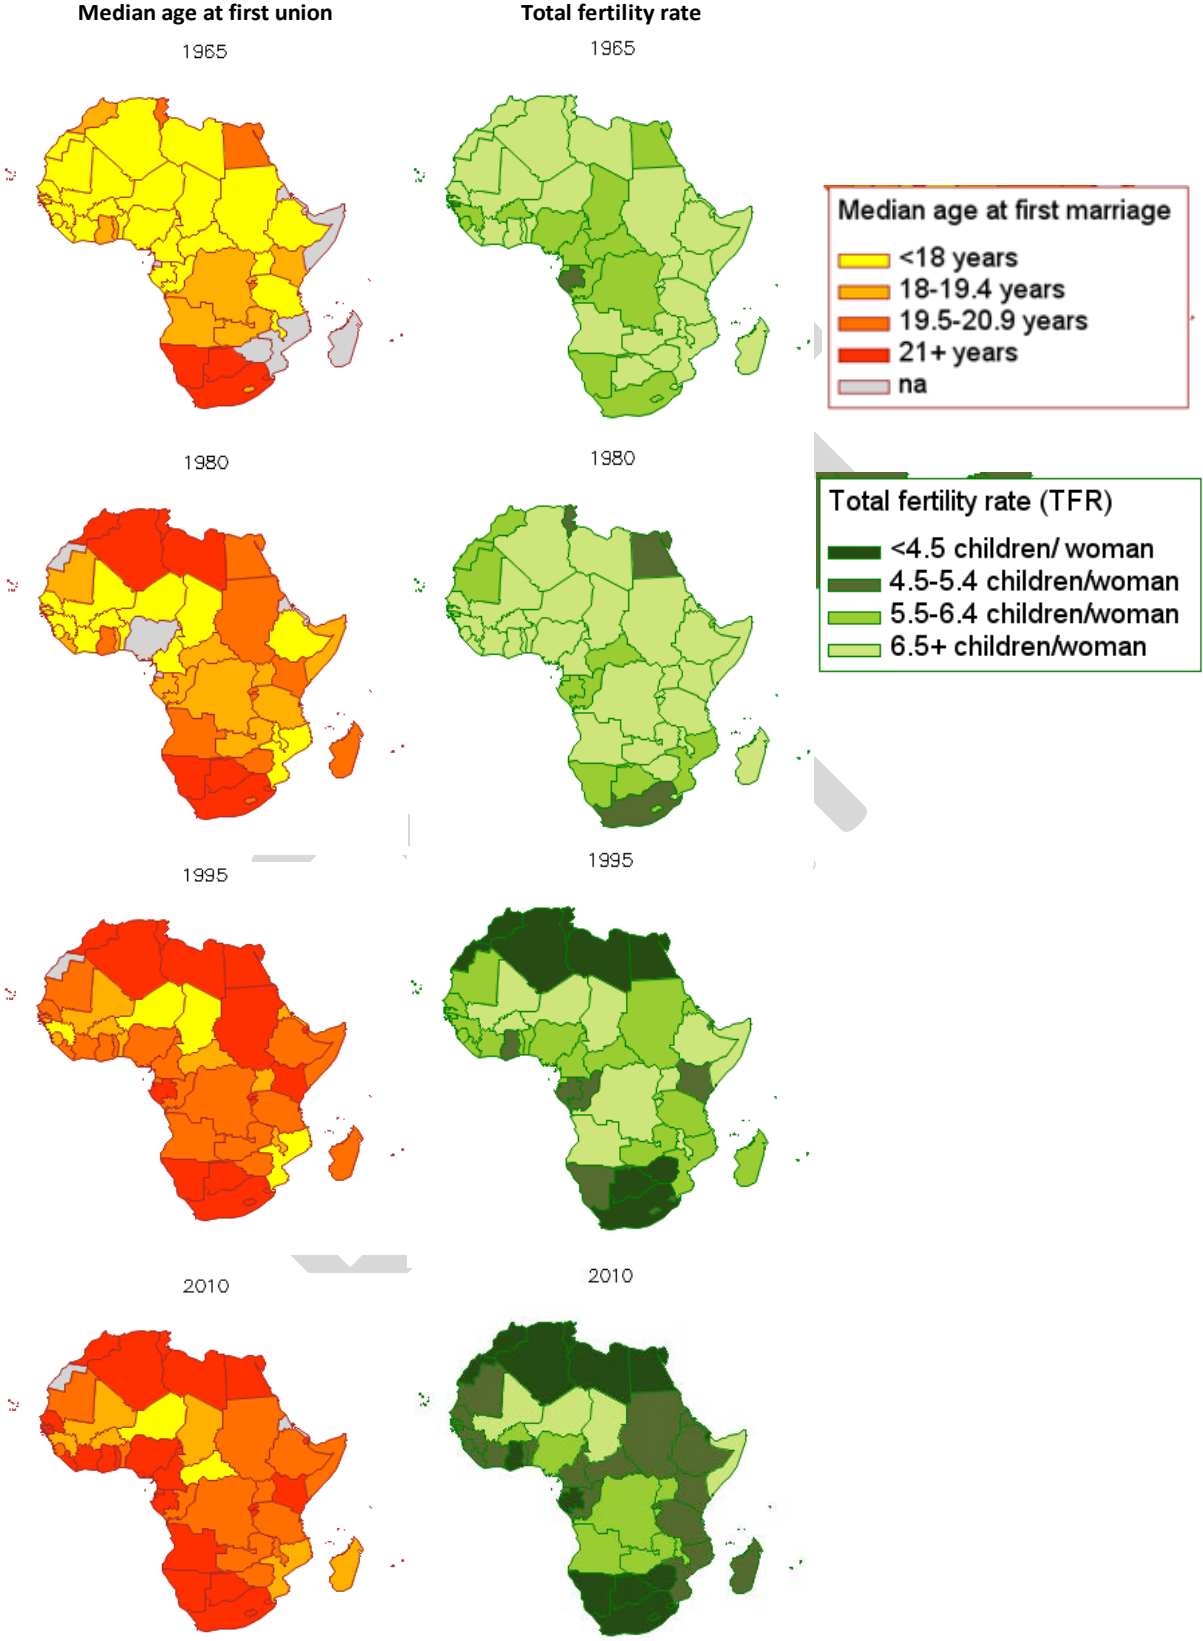 Median age at first union
Total fertility rate
1965
1965
Median age at first marriage
<18 years
18-19.4 years
19.5-20.9 years
21+ years
na
1980
1980
Total fertility rate (TFR)
<4.5 children/ woman
4.5-5.4 children/woman
5.5-6.4 children/woman
6.5+ children/woman
1995
1995
2010
2010